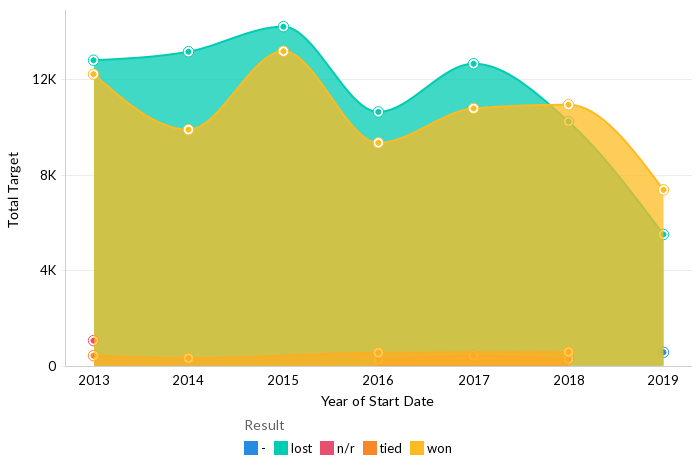 12K
8K
4K
0
Total Target
2013 2014 2015 2016 2017 2018 2019
Year of Start Date
Result
- lost n/r tied won